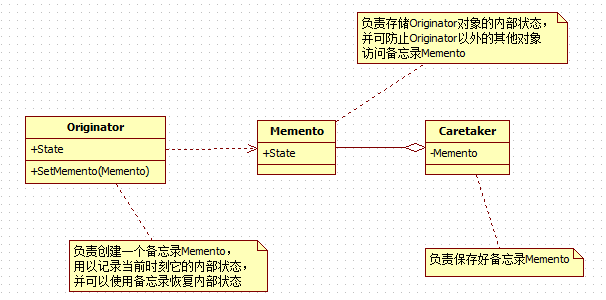 负责存储Originator对象的内部状态，
并可防止Originator以外的其他对象
访问备忘录Memento
Originator
+State
+SetMemento(Memento)
Memento
+State
Caretaker
-Memento
负责创建一个备忘录Memento，
用以记录当前时刻它的内部状态，
并可以使用备忘录恢复内部状态
负责保存好备忘录Memento